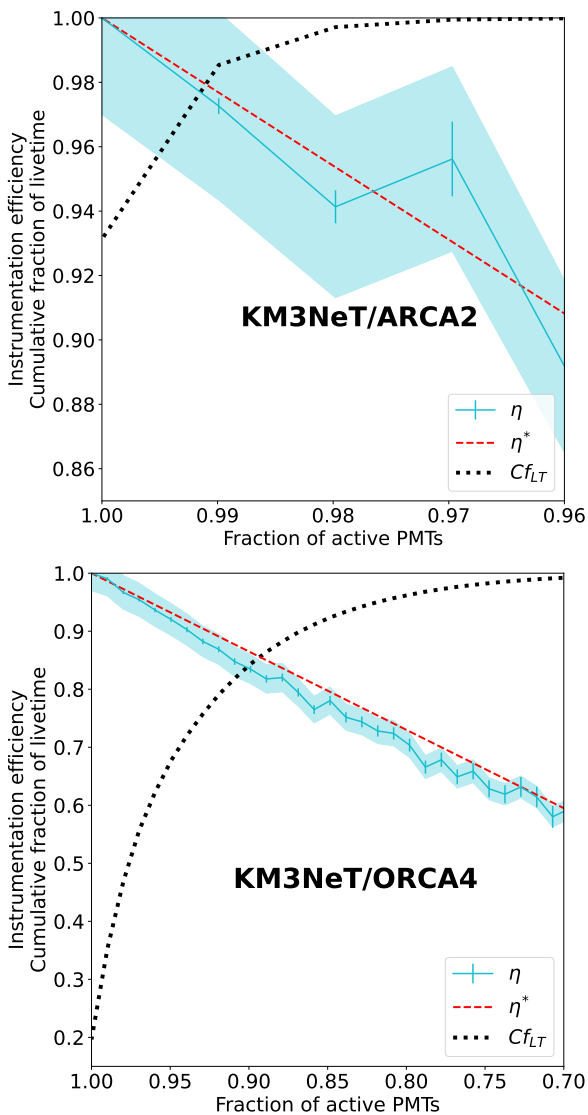 1.00
0.98
0.96
0.94
0.92
0.90
0.88
0.86
Instrumentation efficiency
Cumulative fraction of livetime
KM3NeT/ARCA2
η
η*
Cf_LT
1.00 0.99 0.98 0.97 0.96
Fraction of active PMTs
1.0
0.9
0.8
0.7
0.6
0.5
0.4
0.3
0.2
Instrumentation efficiency
Cumulative fraction of livetime
KM3NeT/ORCA4
η
η*
Cf_LT
1.00 0.95 0.90 0.85 0.80 0.75 0.70
Fraction of active PMTs